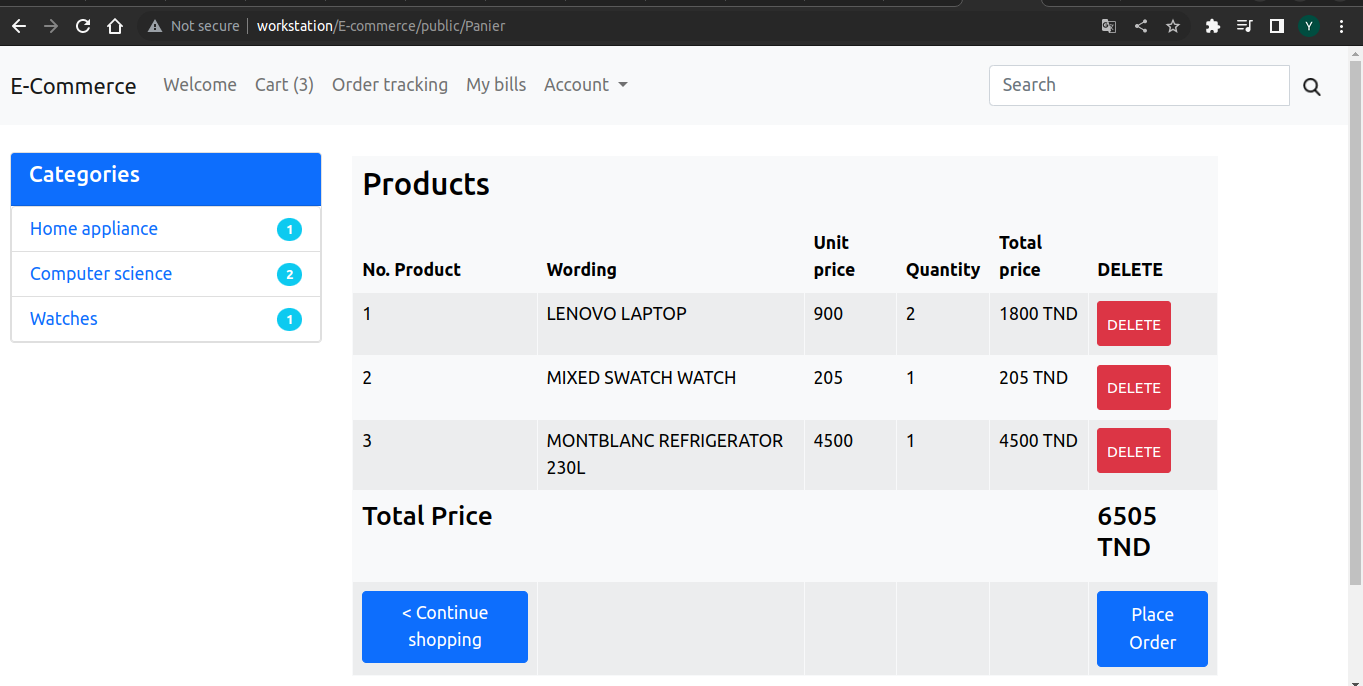 Not secure workstation/E-commerce/public/Panier Y
E-Commerce Welcome Cart (3) Order tracking My bills Account Search
Categories
Home appliance 1
Computer science 2
Watches 1
Products
No. Product Wording Unit price Quantity Total price DELETE
1 LENOVO LAPTOP 900 2 1800 TND DELETE
2 MIXED SWATCH WATCH 205 1 205 TND DELETE
3 MONTBLANC REFRIGERATOR 4500 1 4500 TND DELETE
230L
Total Price 6505
TND
< Continue
shopping
Place
Order